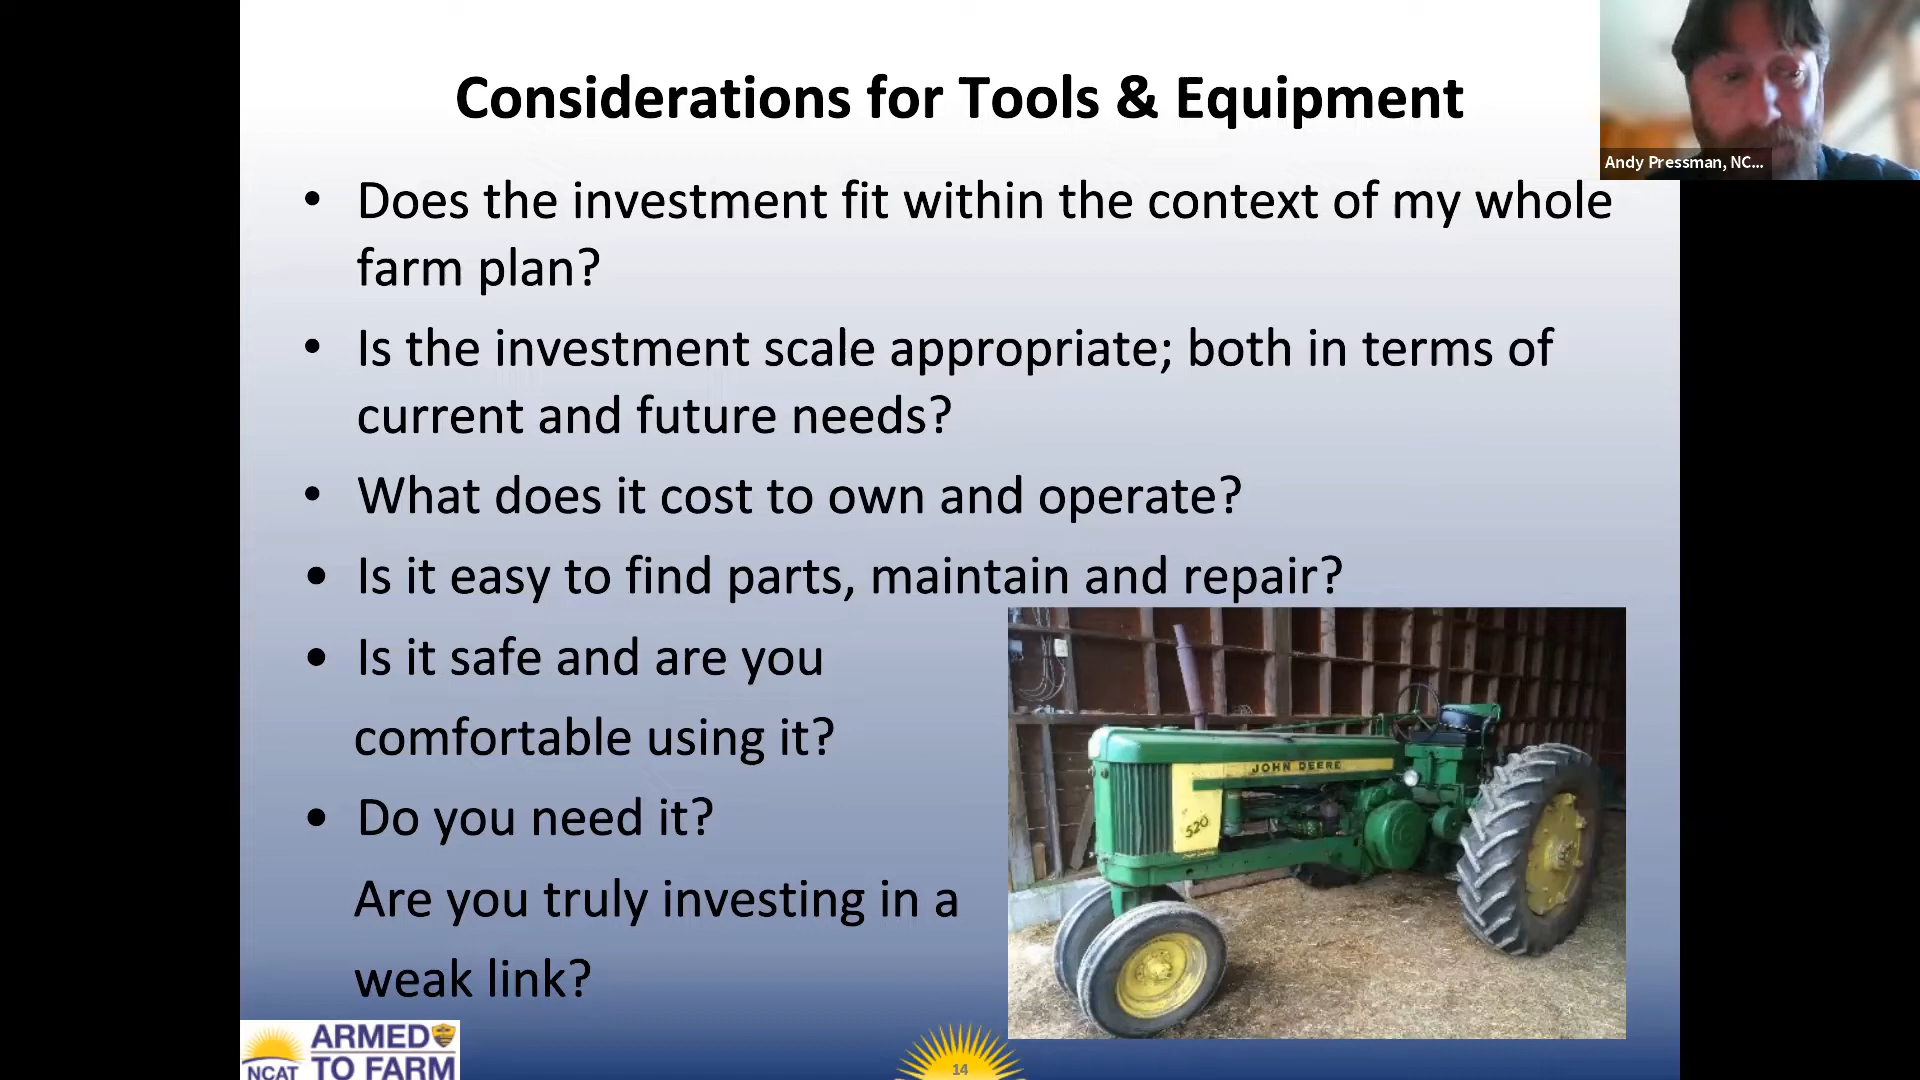 Considerations for Tools & Equipment
Andy Pressman, NC...
• Does the investment fit within the context of my whole
farm plan?
• Is the investment scale appropriate; both in terms of
current and future needs?
• What does it cost to own and operate?
• Is it easy to find parts, maintain and repair?
• Is it safe and are you
comfortable using it?
• Do you need it?
Are you truly investing in a
weak link?
JOHN DEERE
520
NCAT
ARMED
TO FARM
14